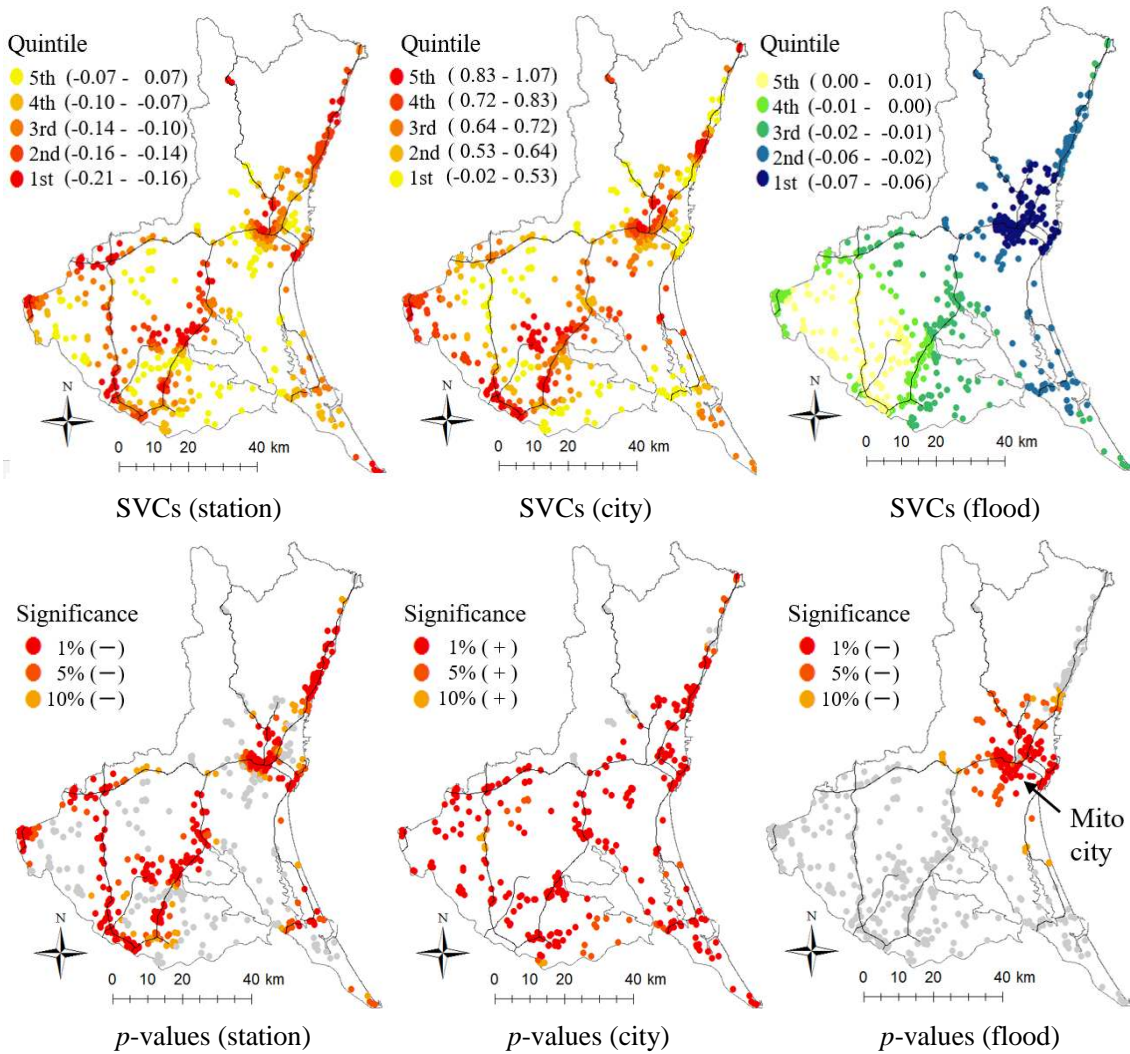 Quintile
5th (-0.07 - 0.07)
4th (-0.10 - -0.07)
3rd (-0.14 - -0.10)
2nd (-0.16 - -0.14)
1st (-0.21 - -0.16)
N
0 10 20 40 km
SVCs (station)
Quintile
5th ( 0.83 - 1.07)
4th ( 0.72 - 0.83)
3rd ( 0.64 - 0.72)
2nd ( 0.53 - 0.64)
1st (-0.02 - 0.53)
N
0 10 20 40 km
SVCs (city)
Quintile
5th ( 0.00 - 0.01)
4th (-0.01 - 0.00)
3rd (-0.02 - -0.01)
2nd (-0.06 - -0.02)
1st (-0.07 - -0.06)
N
0 10 20 40 km
SVCs (flood)
Significance
1% (－)
5% (－)
10% (－)
N
0 10 20 40 km
p-values (station)
Significance
1% ( + )
5% ( + )
10% ( + )
N
0 10 20 40 km
p-values (city)
Significance
1% (－)
5% (－)
10% (－)
Mito
city
N
0 10 20 40 km
p-values (flood)